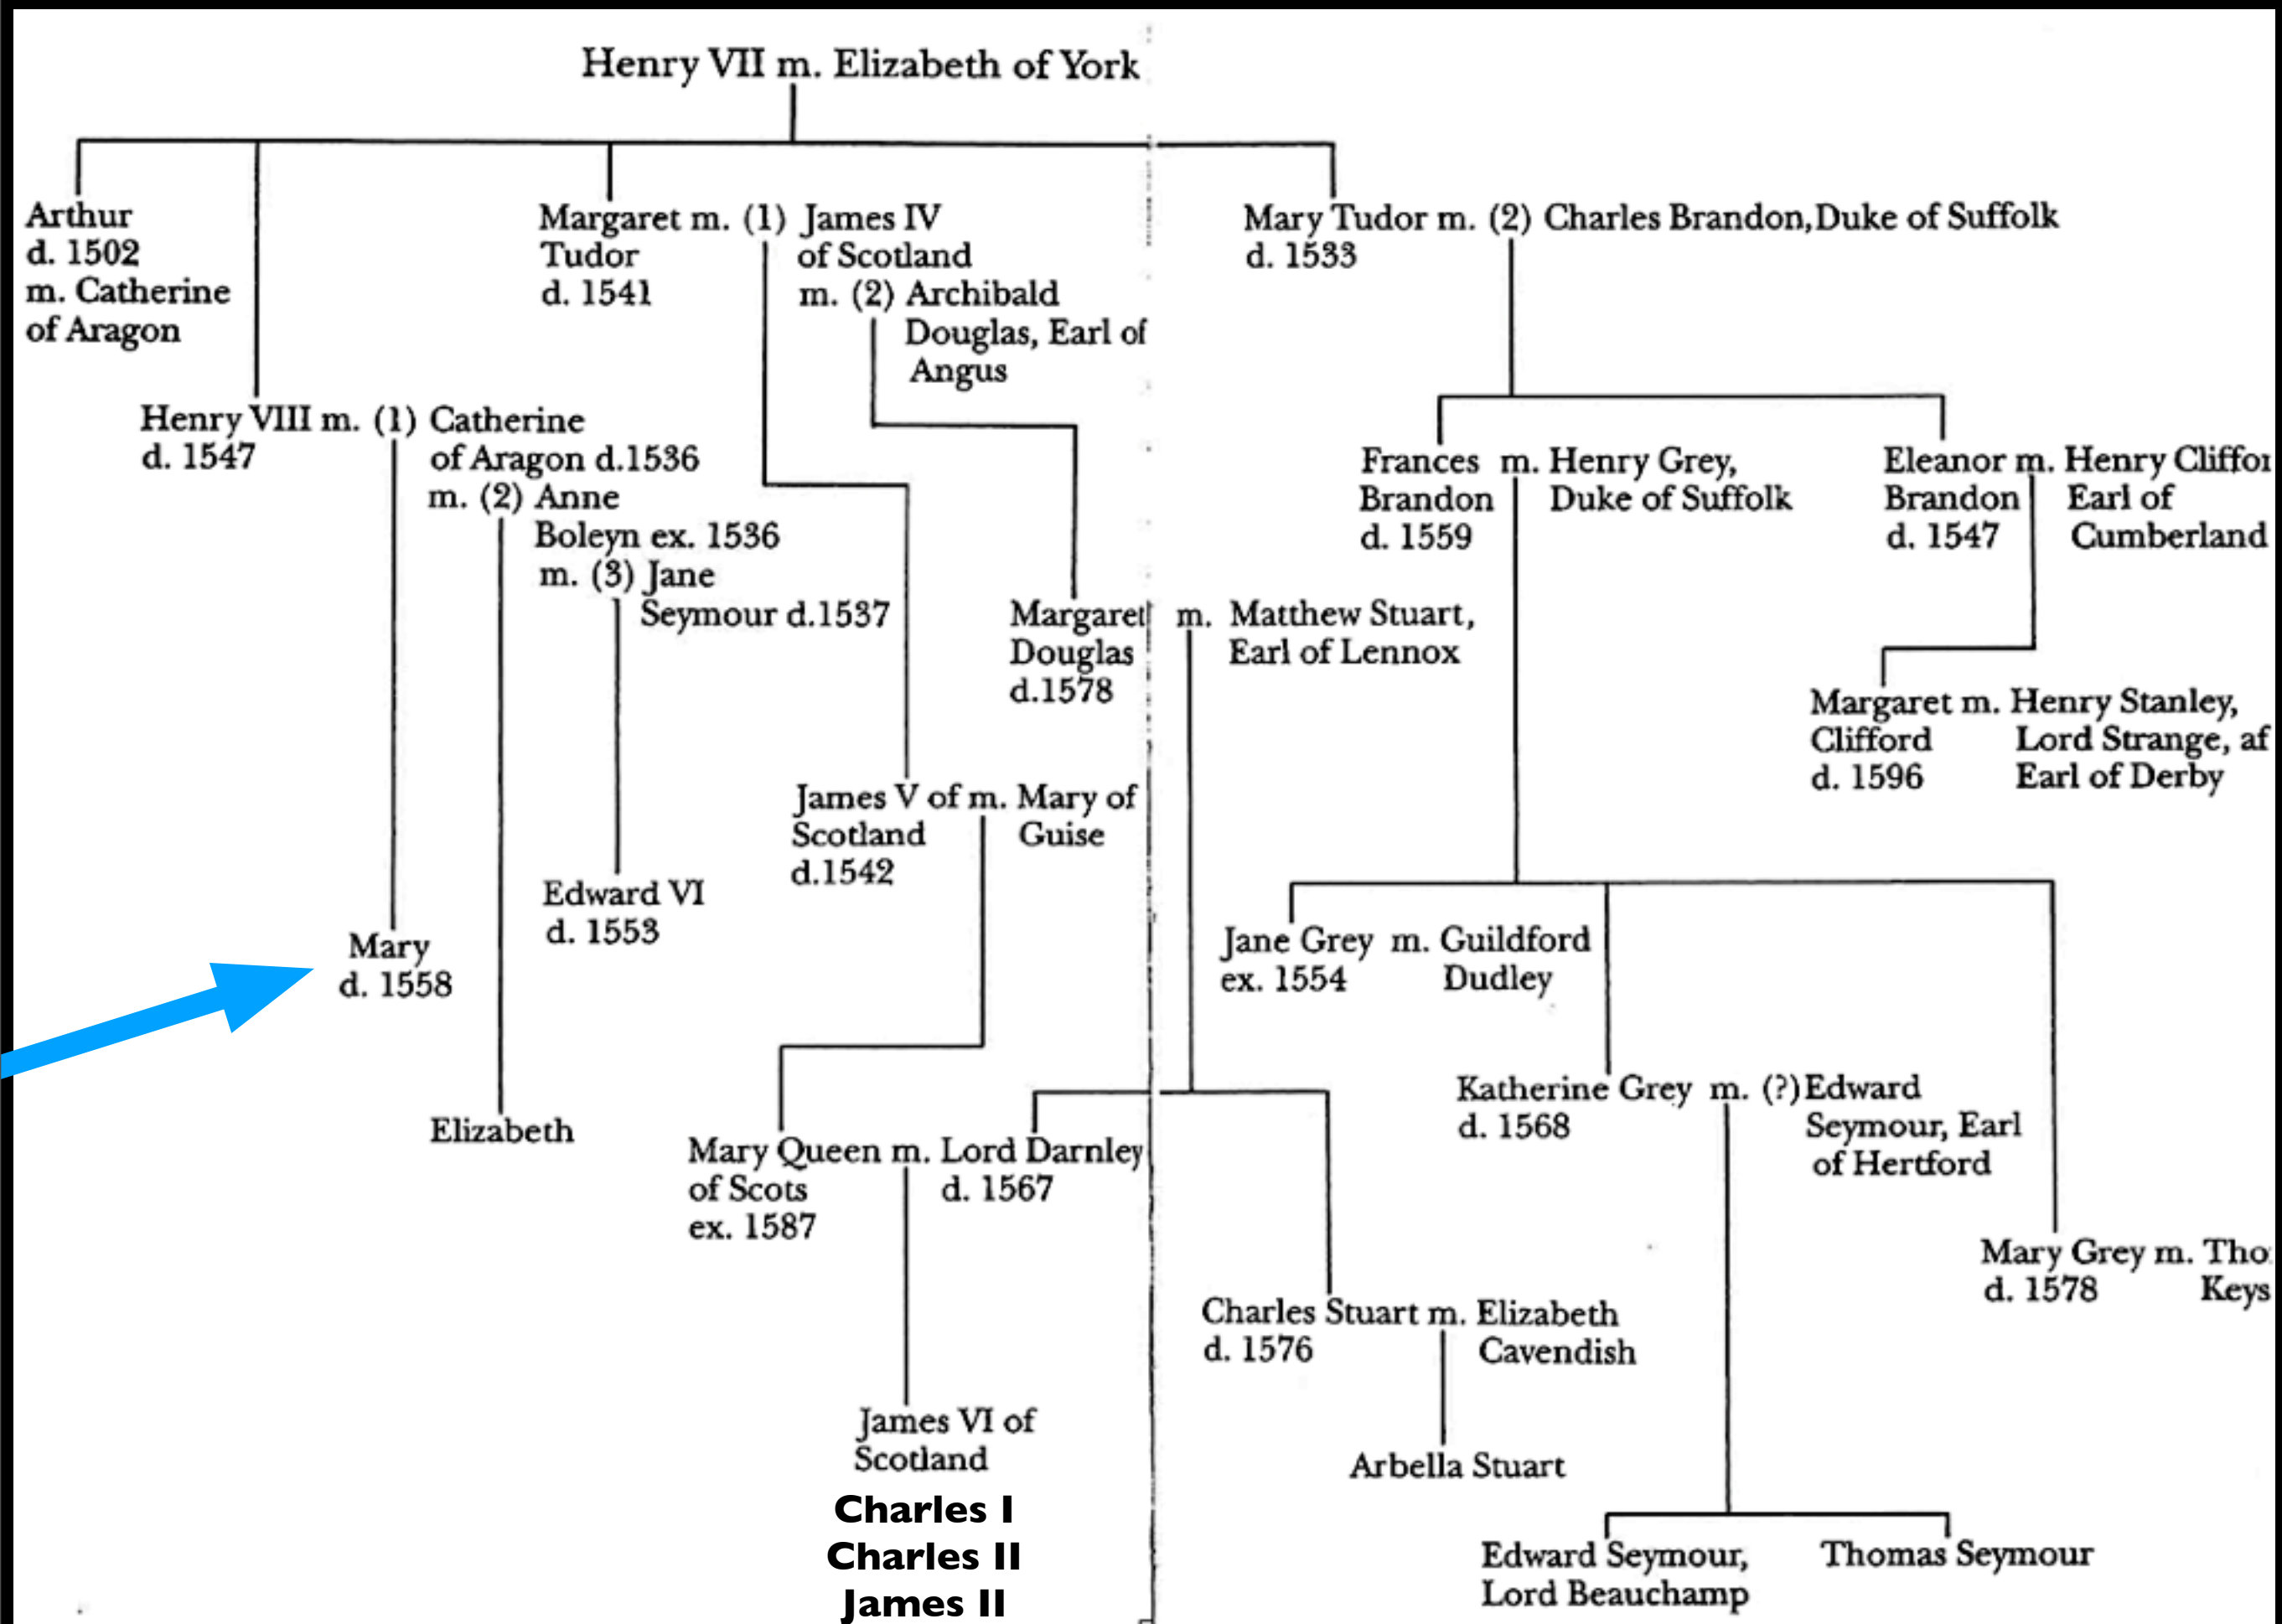 Henry VII m. Elizabeth of York
Arthur
d. 1502
m. Catherine
of Aragon
Margaret m. (1) James IV
Tudor of Scotland
d. 1541 m. (2) Archibald
Douglas, Earl of
Angus
Mary Tudor m. (2) Charles Brandon, Duke of Suffolk
d. 1533
Henry VIII m. (1) Catherine
d. 1547 of Aragon d.1536
m. (2) Anne
Boleyn ex. 1536
m. (3) Jane
Seymour d.1537
Frances m. Henry Grey,
Brandon Duke of Suffolk
d. 1559
Eleanor m. Henry
Brandon Earl of
d. 1547 Cumberland
Margaret m. Matthew Stuart,
Douglas Earl of Lennox
d.1578
Margaret m. Henry Stanley,
Clifford Lord Strange,
d. 1596 Earl of Derby
James V of m. Mary of
Scotland Guise
d.1542
Edward VI
d. 1553
Mary
d. 1558
Jane Grey m. Guildford
ex. 1554 Dudley
Elizabeth
Katherine Grey m. (?) Edward
d. 1568 Seymour, Earl
of Hertford
Mary Queen m. Lord Darnley
of Scots d. 1567
ex. 1587
Mary Grey m.
d. 1578 Keys
Charles Stuart m. Elizabeth
d. 1576 Cavendish
James VI of
Scotland
Arbella Stuart
Charles I
Charles II
James II
Edward Seymour,
Lord Beauchamp
Thomas Seymour